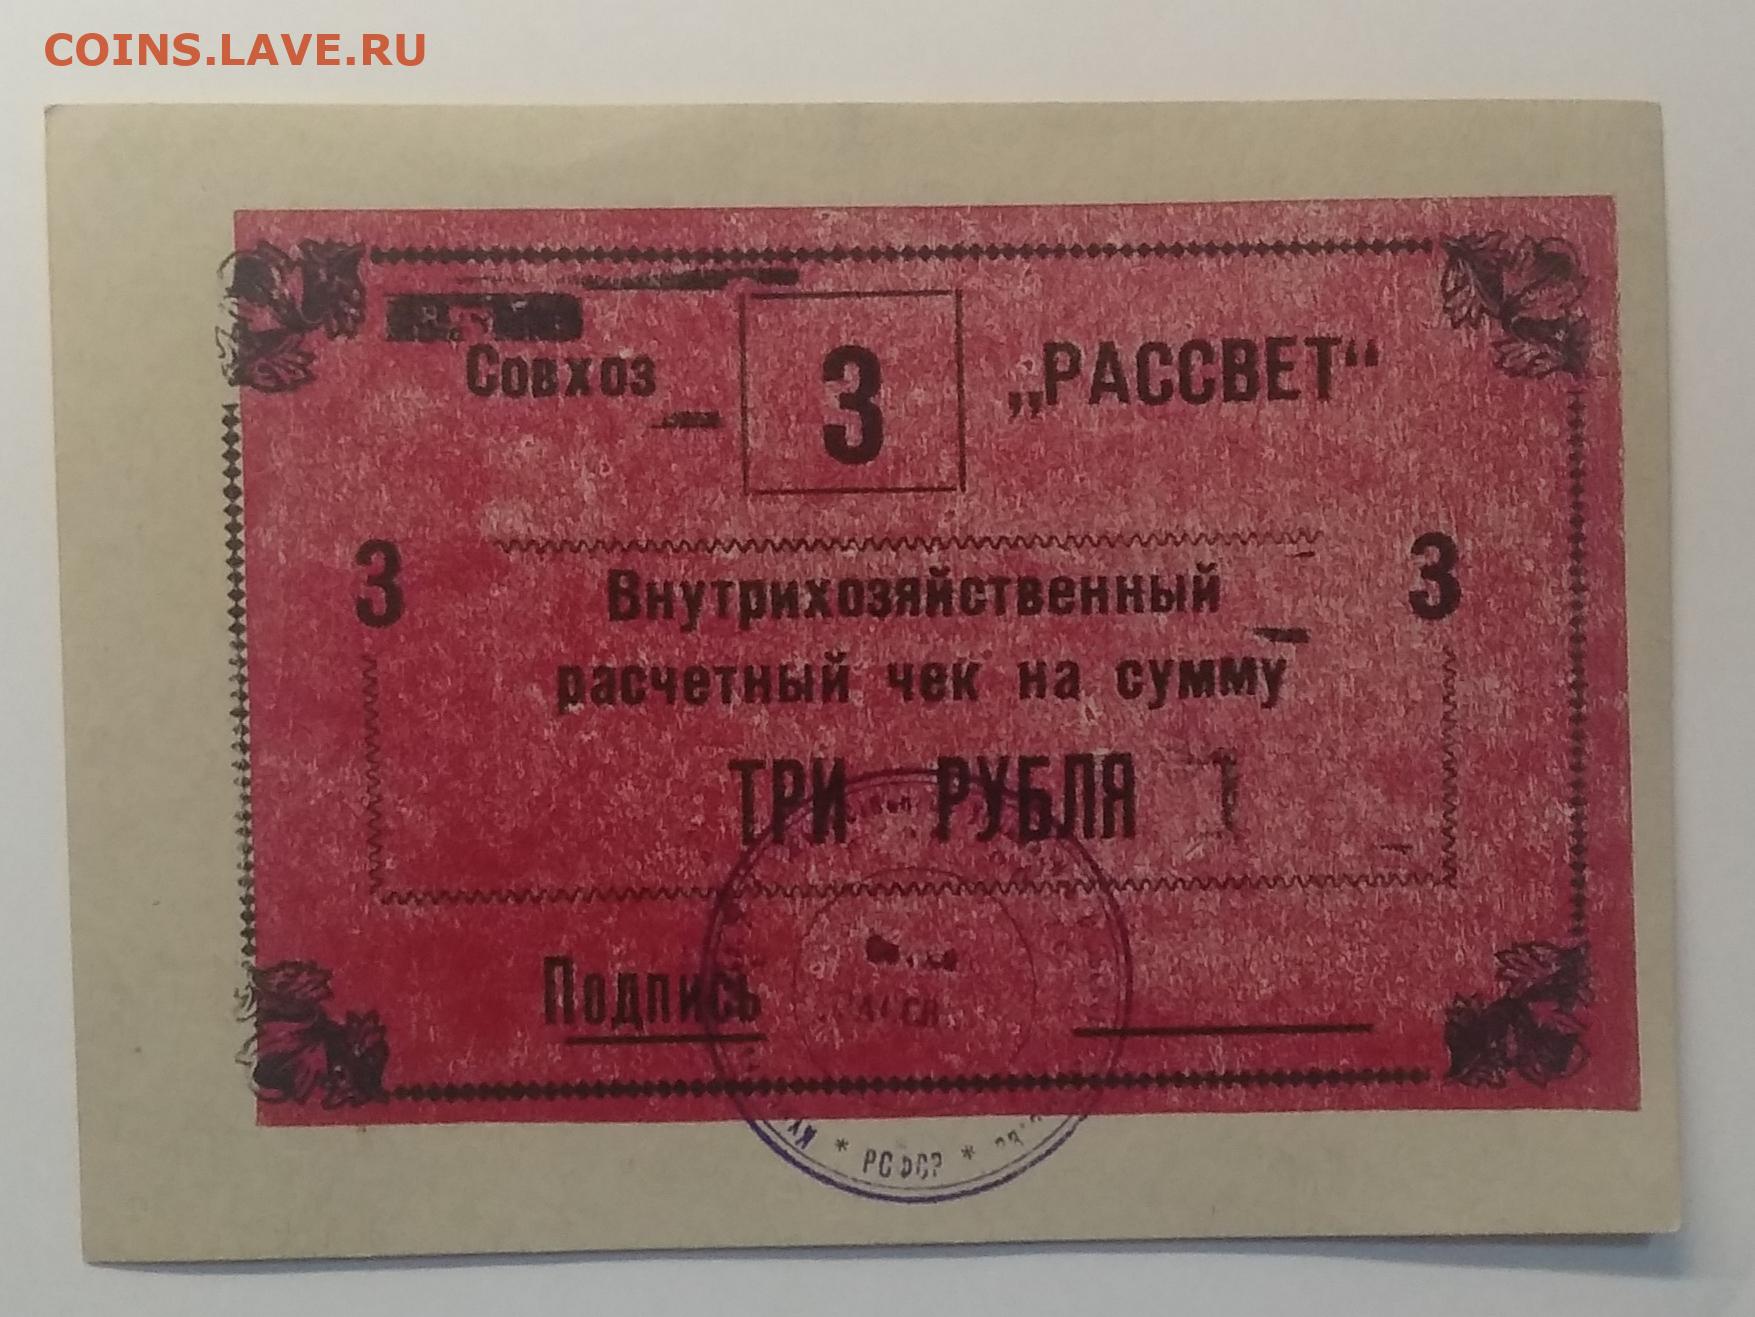 COINS.LAVE.RU
Совхоз 3 „РАССВЕТ“
3 Внутрихозяйственный 3
расчетный чек на сумму
ТРИ РУБЛЯ
Подпись
* РСФСР *